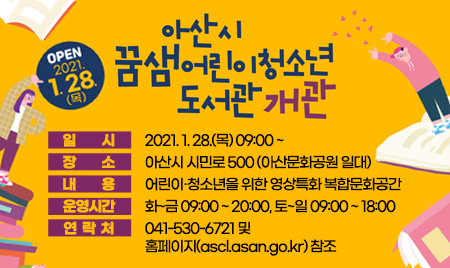 OPEN
2021.
1. 28.
(목)
아산시
꿈샘어린이청소년
도서관 개관
일 시 2021. 1. 28.(목) 09:00 ~
장 소 아산시 시민로 500 (아산문화공원 일대)
내 용 어린이·청소년을 위한 영상특화 복합문화공간
운영시간 화~금 09:00 ~ 20:00, 토~일 09:00 ~ 18:00
연 락 처 041-530-6721 및
홈페이지(ascl.asan.go.kr) 참조